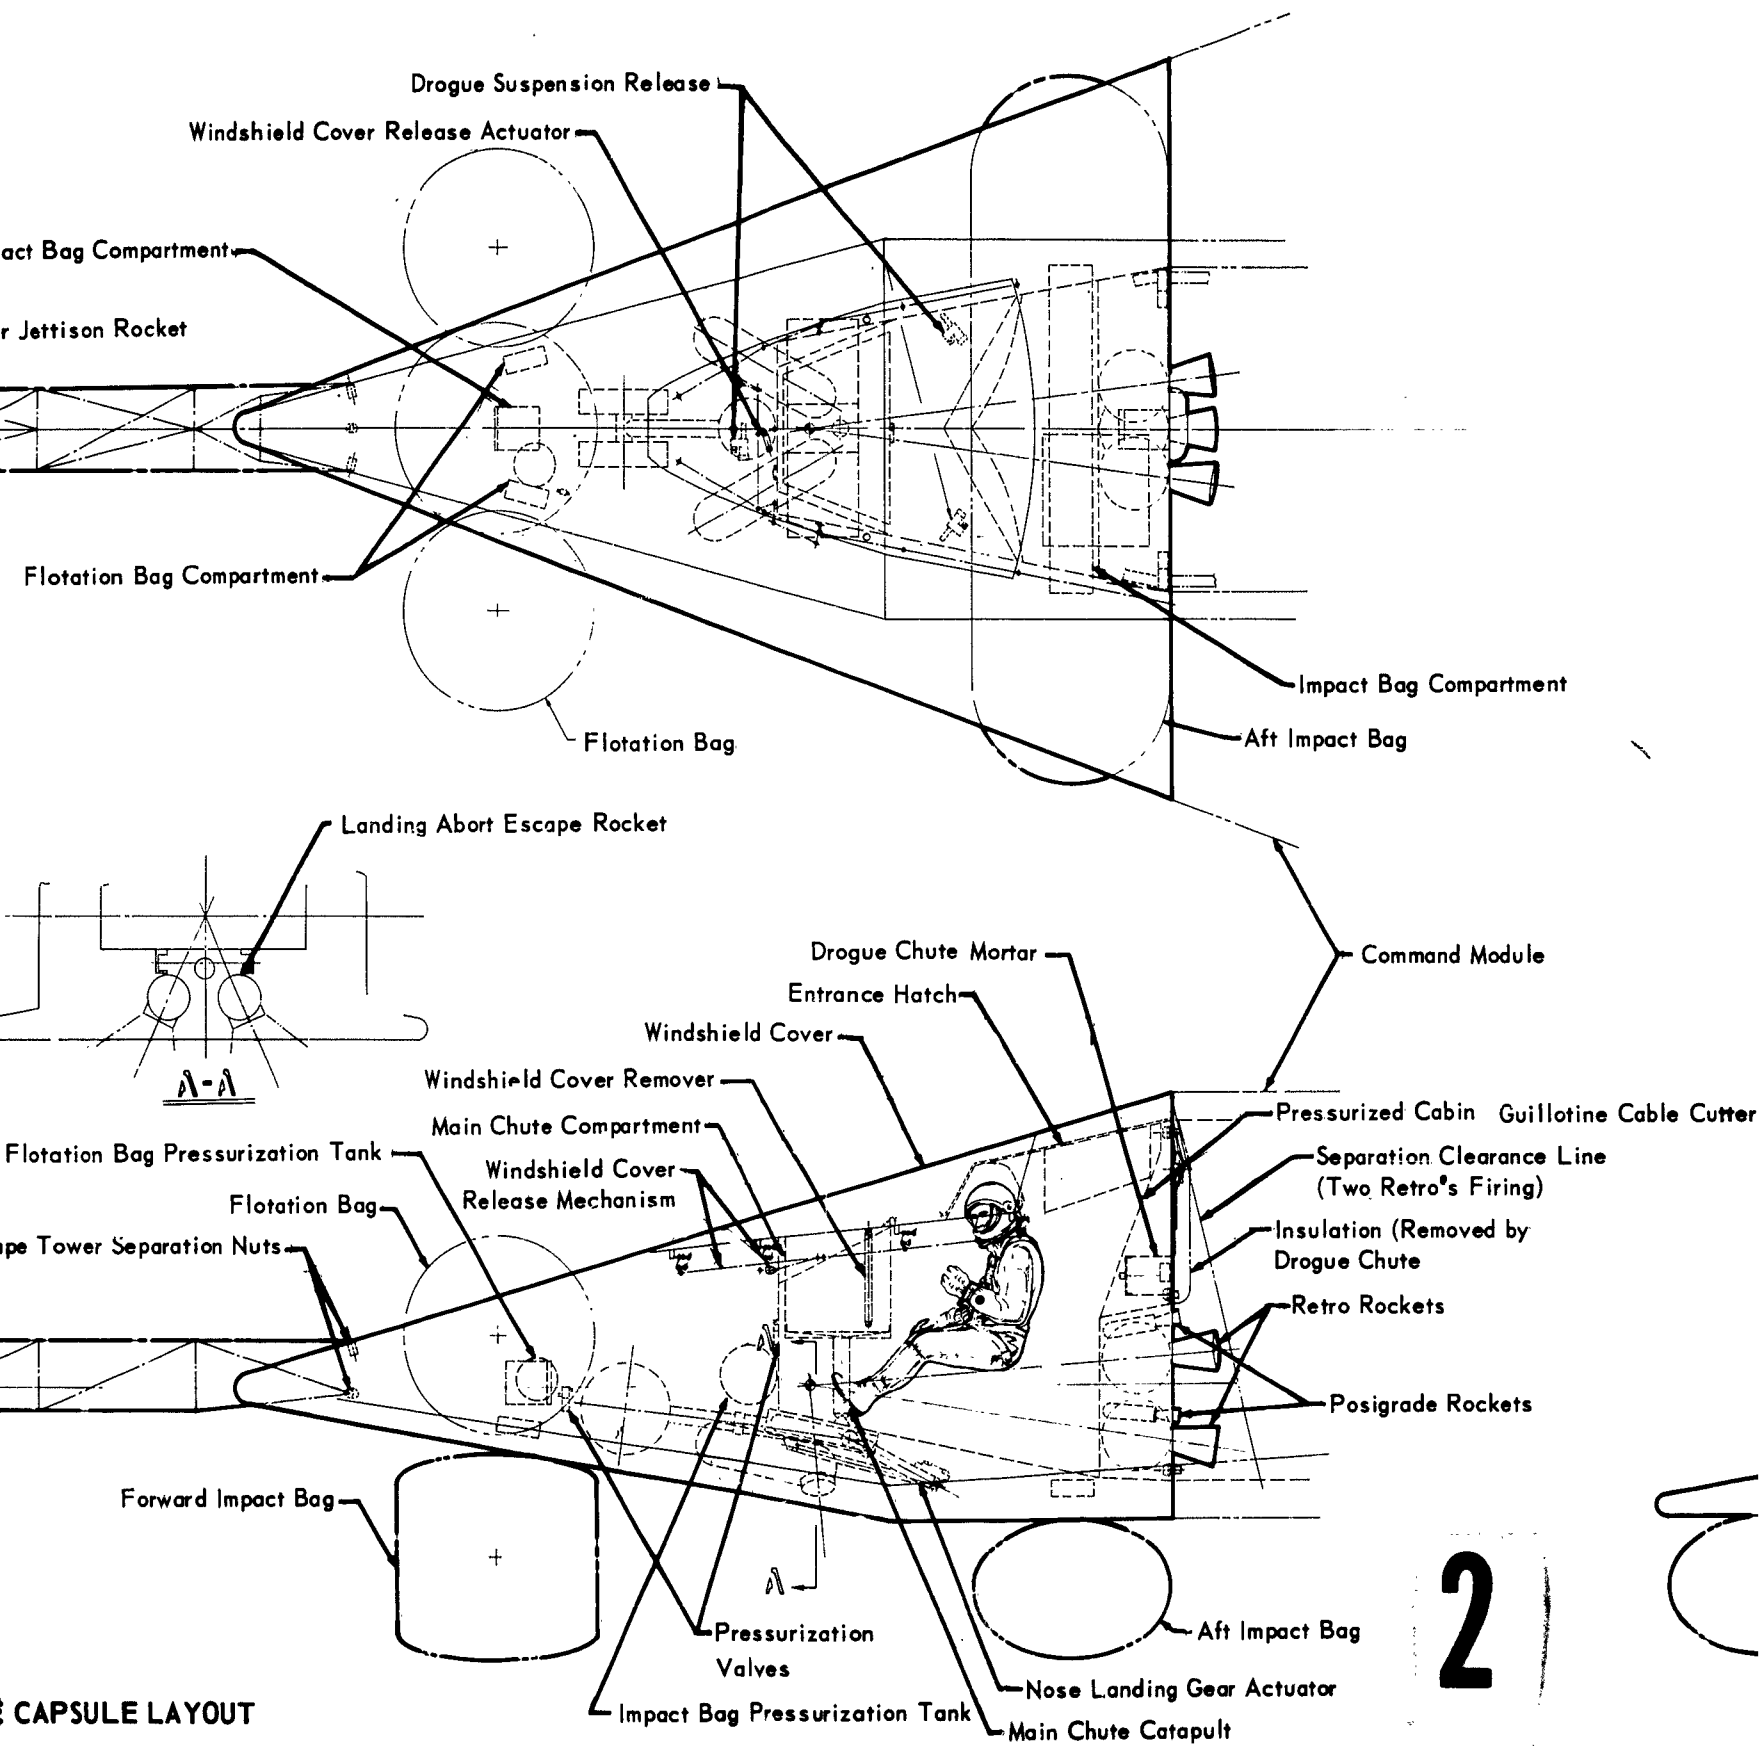 Drogue Suspension Release
Windshield Cover Release Actuator
act Bag Compartment
r Jettison Rocket
Flotation Bag Compartment
Impact Bag Compartment
Aft Impact Bag
Flotation Bag
Landing Abort Escape Rocket
A-A
Drogue Chute Mortar
Command Module
Entrance Hatch
Windshield Cover
Windshield Cover Remover
Main Chute Compartment
Pressurized Cabin
Guillotine Cable Cutter
Flotation Bag Pressurization Tank
Windshield Cover
Release Mechanism
Separation Clearance Line
(Two Retro's Firing)
Flotation Bag
Insulation (Removed by
Drogue Chute
ape Tower Separation Nuts
Retro Rockets
A
Posigrade Rockets
Forward Impact Bag
A
2
Pressurization
Valves
Aft Impact Bag
Nose Landing Gear Actuator
Impact Bag Pressurization Tank
Main Chute Catapult
E CAPSULE LAYOUT